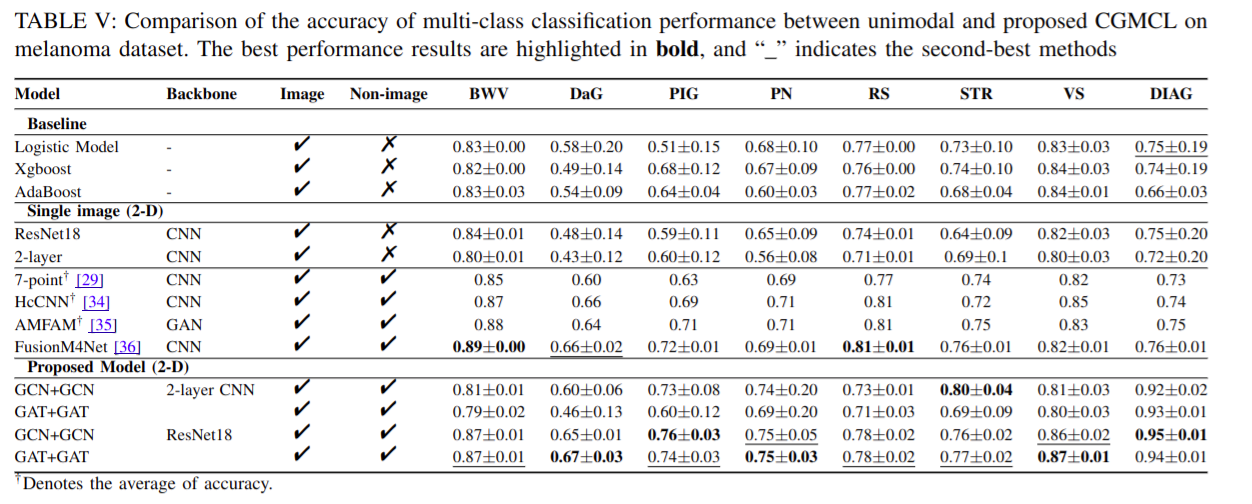 TABLE V: Comparison of the accuracy of multi-class classification performance between unimodal and proposed CGMCL on
melanoma dataset. The best performance results are highlighted in bold, and “_” indicates the second-best methods
Model Backbone Image Non-image BWV DaG PIG PN RS STR VS DIAG
Baseline
Logistic Model - ✔ ✗ 0.83±0.00 0.58±0.20 0.51±0.15 0.68±0.10 0.77±0.00 0.73±0.10 0.83±0.03 0.75±0.19
Xgboost - ✔ ✗ 0.82±0.00 0.49±0.14 0.68±0.12 0.67±0.09 0.76±0.00 0.74±0.10 0.84±0.03 0.74±0.19
AdaBoost - ✔ ✗ 0.83±0.03 0.54±0.09 0.64±0.04 0.60±0.03 0.77±0.02 0.68±0.04 0.84±0.01 0.66±0.03
Single image (2-D)
ResNet18 CNN ✔ ✗ 0.84±0.01 0.48±0.14 0.59±0.11 0.65±0.09 0.74±0.01 0.64±0.09 0.82±0.03 0.75±0.20
2-layer CNN ✔ ✗ 0.80±0.01 0.43±0.12 0.60±0.12 0.56±0.08 0.71±0.01 0.69±0.1 0.80±0.03 0.72±0.20
7-point† [29] CNN ✔ ✔ 0.85 0.60 0.63 0.69 0.77 0.74 0.82 0.73
HcCNN† [34] CNN ✔ ✔ 0.87 0.66 0.69 0.71 0.81 0.72 0.85 0.74
AMFAM† [35] GAN ✔ ✔ 0.88 0.64 0.71 0.71 0.81 0.75 0.83 0.75
FusionM4Net [36] CNN ✔ ✔ 0.89±0.00 0.66±0.02 0.72±0.01 0.69±0.01 0.81±0.01 0.76±0.01 0.82±0.01 0.76±0.01
Proposed Model (2-D)
GCN+GCN 2-layer CNN ✔ ✔ 0.81±0.01 0.60±0.06 0.73±0.08 0.74±0.20 0.73±0.01 0.80±0.04 0.81±0.03 0.92±0.02
GAT+GAT ✔ ✔ 0.79±0.02 0.46±0.13 0.60±0.12 0.69±0.20 0.71±0.03 0.69±0.09 0.80±0.03 0.93±0.01
GCN+GCN ResNet18 ✔ ✔ 0.87±0.01 0.65±0.01 0.76±0.03 0.75±0.05 0.78±0.02 0.76±0.02 0.86±0.02 0.95±0.01
GAT+GAT ✔ ✔ 0.87±0.01 0.67±0.03 0.74±0.03 0.75±0.03 0.78±0.02 0.77±0.02 0.87±0.01 0.94±0.01
†Denotes the average of accuracy.